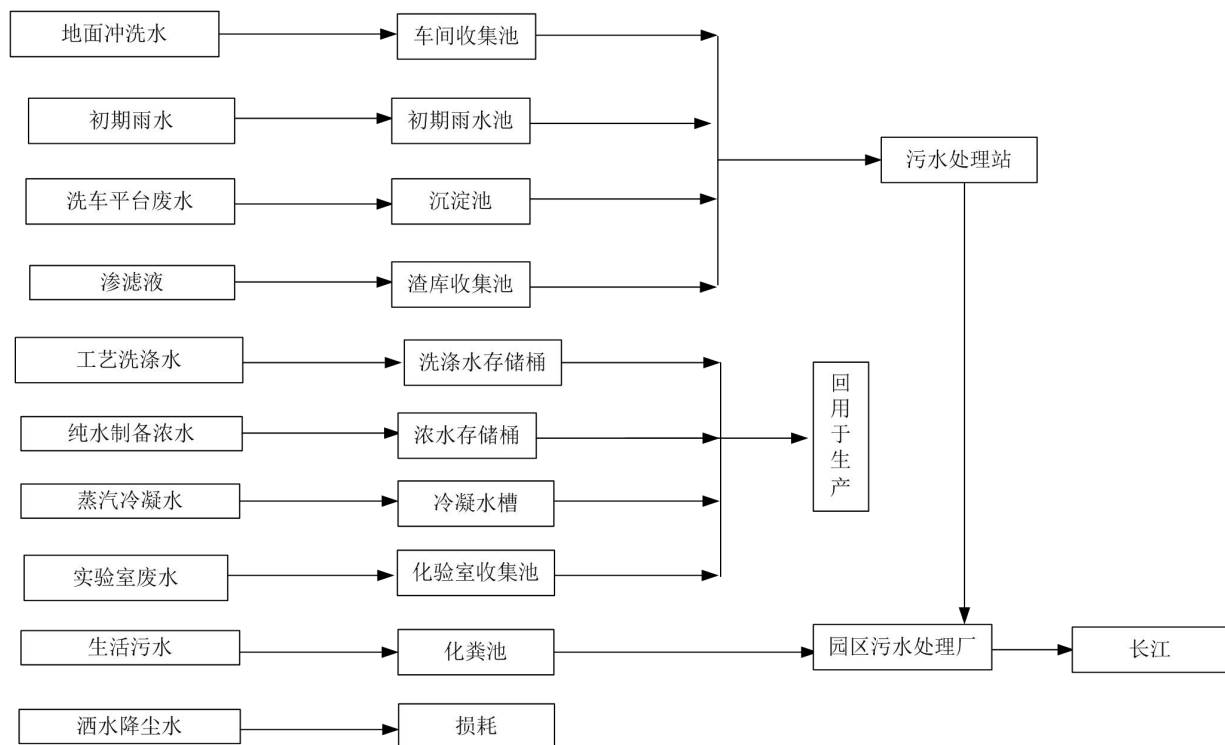 地面冲洗水
车间收集池
初期雨水
初期雨水池
污水处理站
洗车平台废水
沉淀池
渗滤液
渣库收集池
工艺洗涤水
洗涤水存储桶
回用于生产
纯水制备浓水
浓水存储桶
蒸汽冷凝水
冷凝水槽
实验室废水
化验室收集池
生活污水
化粪池
园区污水处理厂
长江
洒水降尘水
损耗